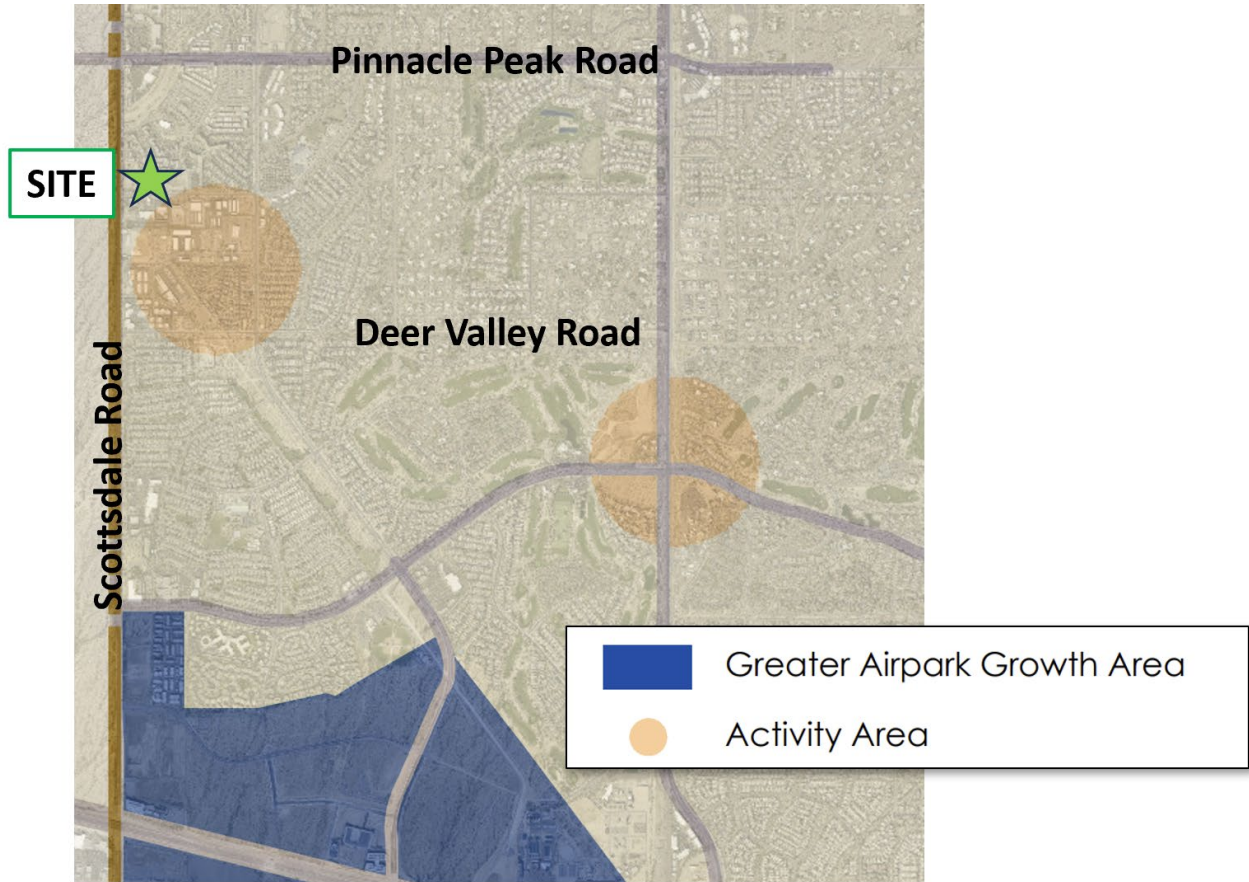 Pinnacle Peak Road
SITE
Deer Valley Road
Scottsdale Road
Greater Airpark Growth Area
Activity Area